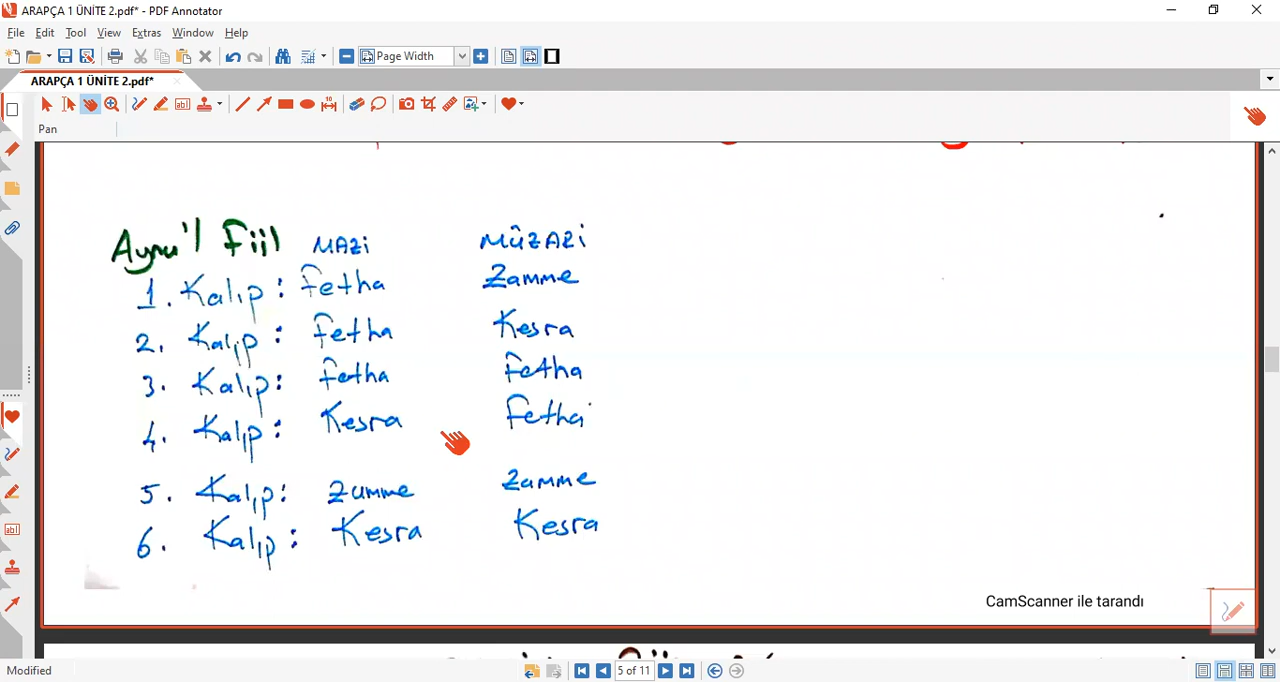 ARAPÇA 1 ÜNİTE 2.pdf* - PDF Annotator
File Edit Tool View Extras Window Help
Page Width
ARAPÇA 1 ÜNİTE 2.pdf*
Pan
Aynu'l Fiil MAZi MÜZARi
1. Kalıp: Fetha Zamme
2. Kalıp: Fetha Kesra
3. Kalıp: Fetha Fetha
4. Kalıp: Kesra Fetha
5. Kalıp: Zamme Zamme
6. Kalıp: Kesra Kesra
CamScanner ile tarandı
Modified 5 of 11